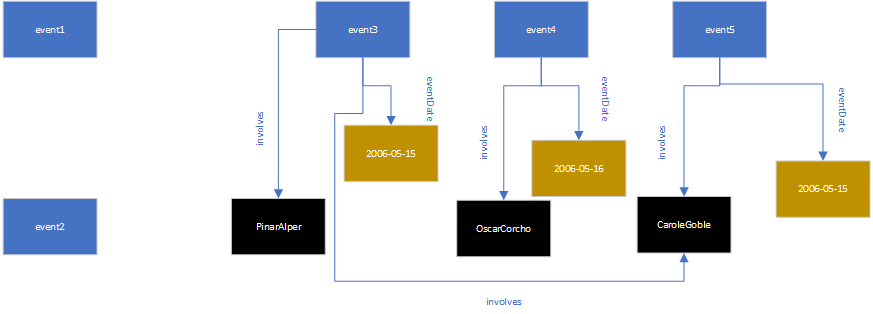 event1
event3
event4
event5
involves
eventDate
2006-05-15
involves
eventDate
2006-05-16
involves
eventDate
2006-05-15
event2
PinarAlper
OscarCorcho
CaroleGoble
involves